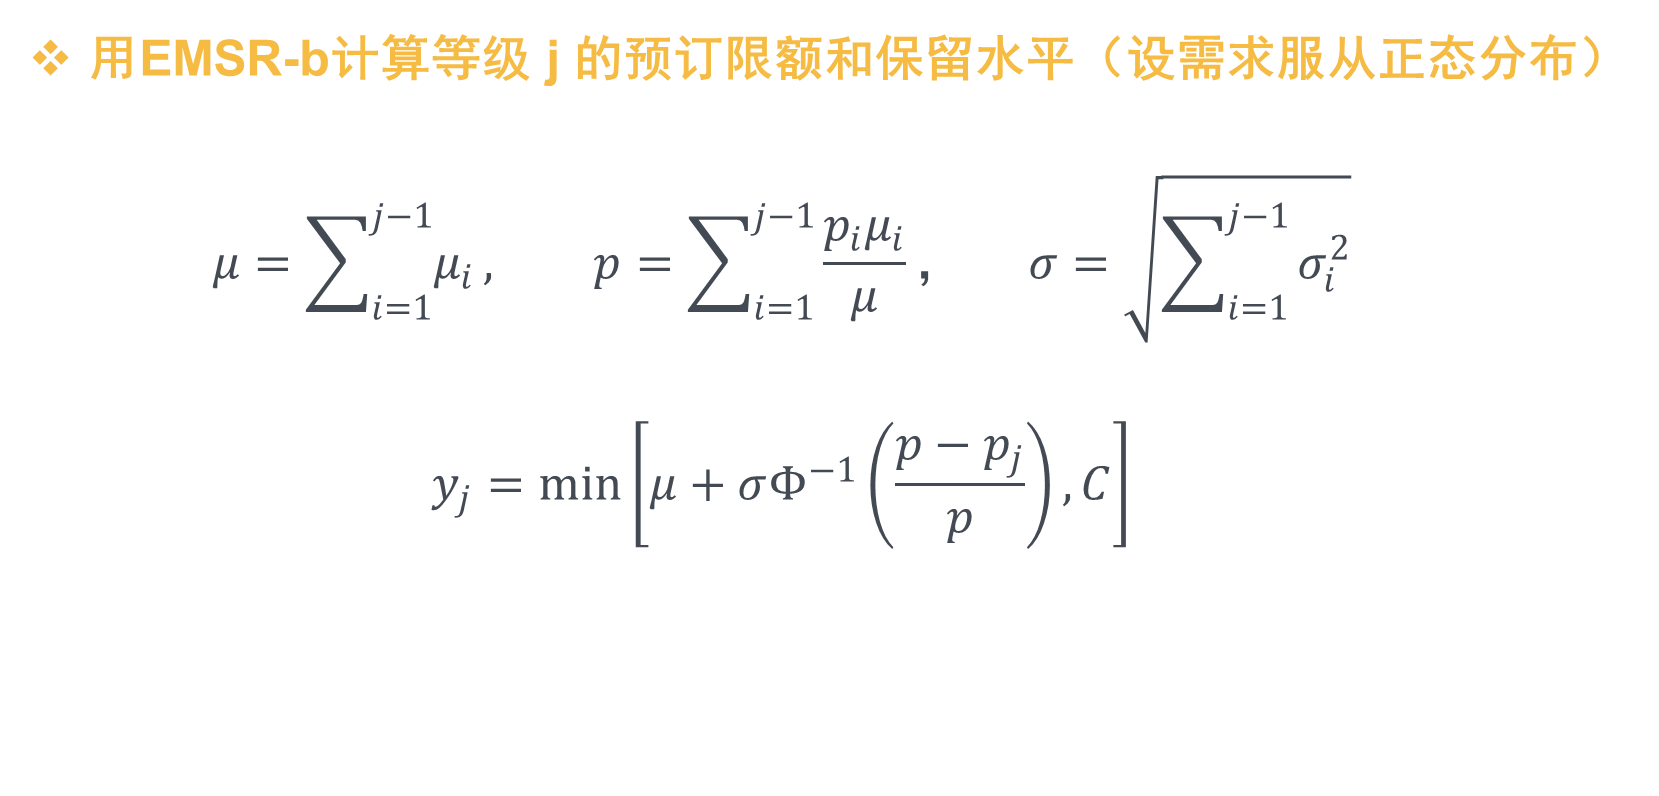 ❖ 用EMSR-b计算等级 j 的预订限额和保留水平（设需求服从正态分布）
μ = ∑_{i=1}^{j−1} μ_i , p = ∑_{i=1}^{j−1} p_i μ_i / μ , σ = √(∑_{i=1}^{j−1} σ_i^2)
y_j = min[μ + σΦ^{−1}((p − p_j)/p), C]